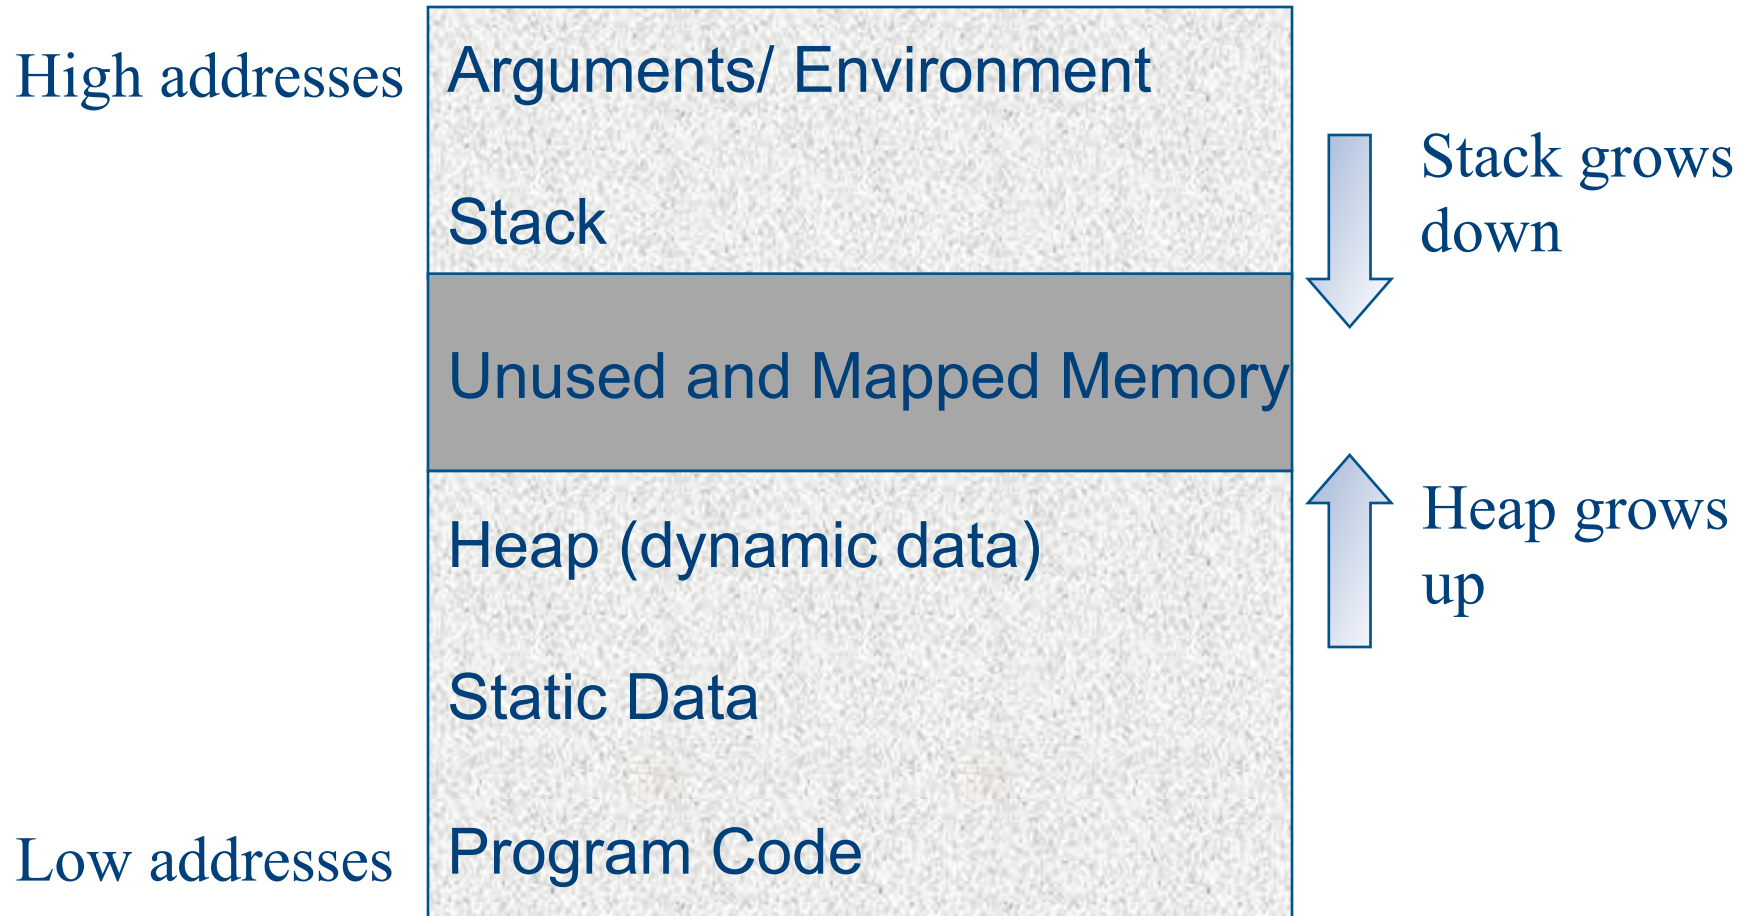 High addresses
Arguments/ Environment
Stack grows
down
Stack
Unused and Mapped Memory
Heap grows
up
Heap (dynamic data)
Static Data
Low addresses
Program Code